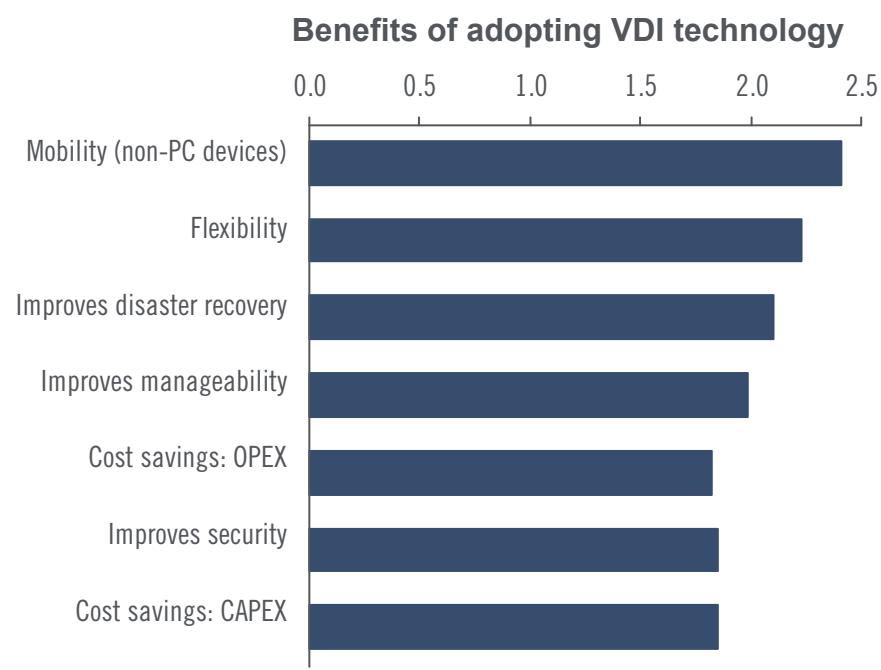 Benefits of adopting VDI technology
0.0 0.5 1.0 1.5 2.0 2.5
Mobility (non-PC devices)
Flexibility
Improves disaster recovery
Improves manageability
Cost savings: OPEX
Improves security
Cost savings: CAPEX